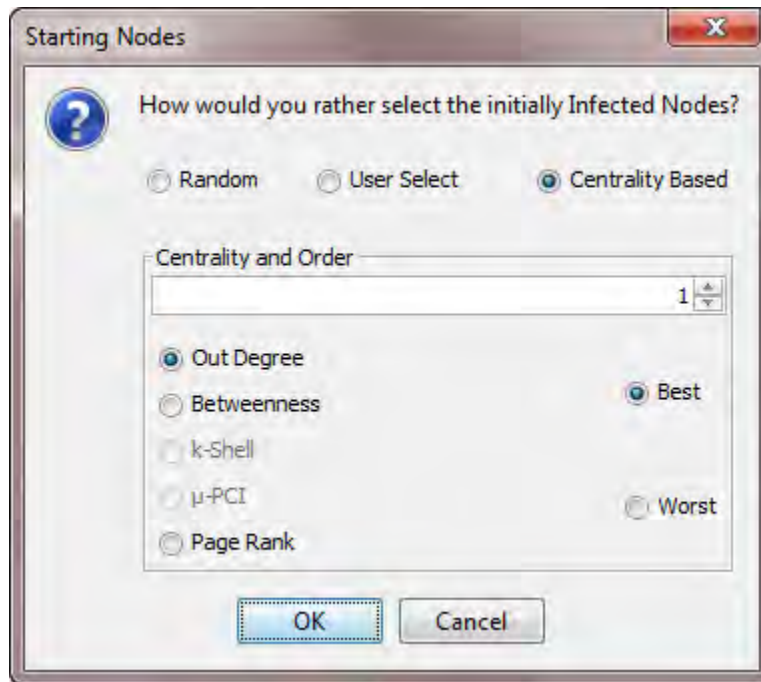 Starting Nodes
How would you rather select the initially Infected Nodes?
Random User Select Centrality Based
Centrality and Order
1
Out Degree
Betweenness
Best
k-Shell
μ-PCI
Worst
Page Rank
OK Cancel